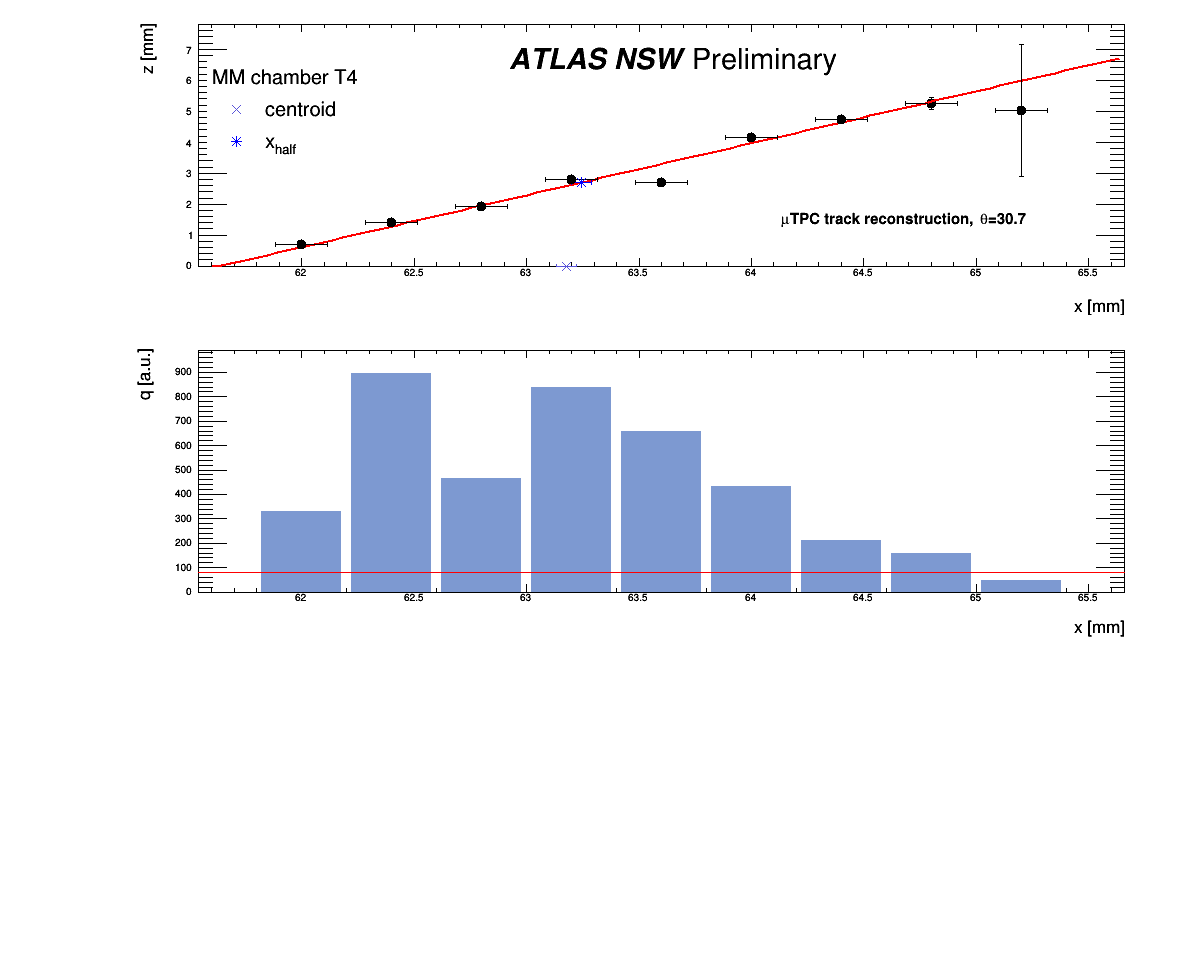 z [mm]
ATLAS NSW Preliminary
MM chamber T4
centroid
xhalf
μTPC track reconstruction, θ=30.7
7
6
5
4
3
2
1
0
62 62.5 63 63.5 64 64.5 65 65.5
x [mm]
q [a.u.]
900
800
700
600
500
400
300
200
100
0
62 62.5 63 63.5 64 64.5 65 65.5
x [mm]